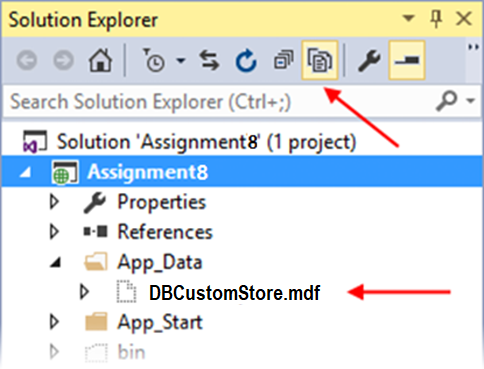 Solution Explorer
Search Solution Explorer (Ctrl+;)
Solution 'Assignment8' (1 project)
Assignment8
Properties
References
App_Data
DBCustomStore.mdf
App_Start
bin